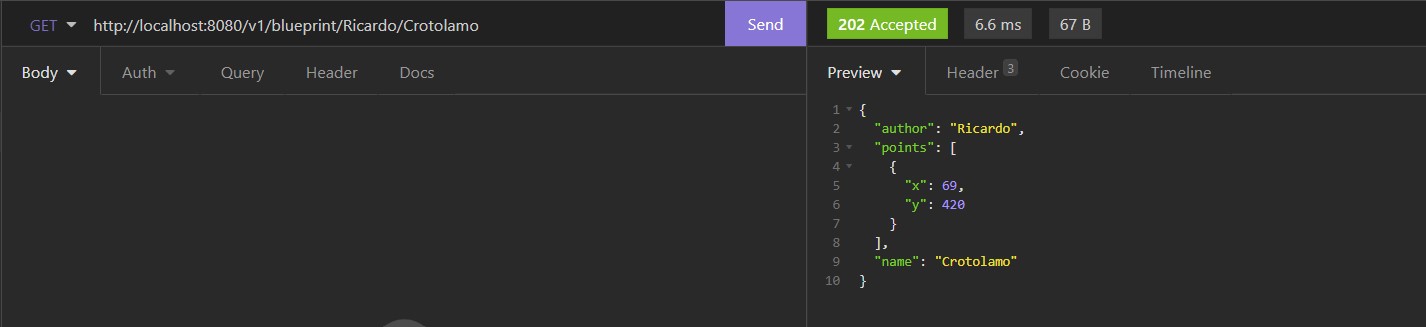 GET http://localhost:8080/v1/blueprint/Ricardo/Crotolamo Send
Body Auth Query Header Docs
202 Accepted 6.6 ms 67 B
Preview Header 3 Cookie Timeline
1 {
2 "author": "Ricardo",
3 "points": [
4 {
5 "x": 69,
6 "y": 420
7 }
8 ],
9 "name": "Crotolamo"
10 }